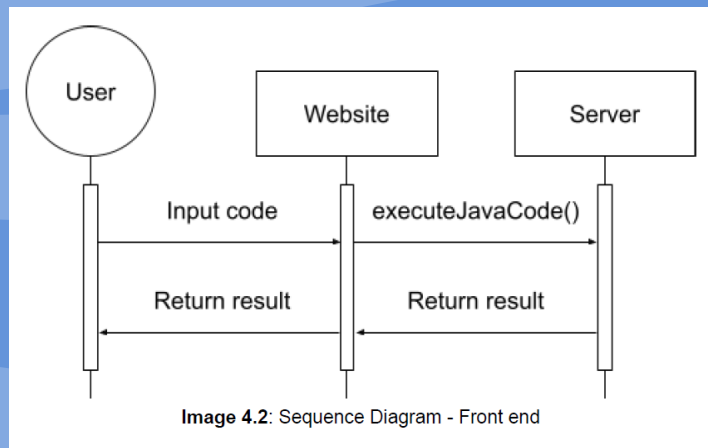 User
Website
Server
Input code
executeJavaCode()
Return result
Return result
Image 4.2: Sequence Diagram - Front end